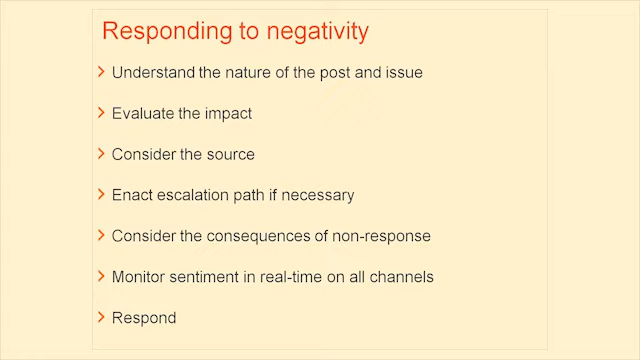 Responding to negativity
Understand the nature of the post and issue
Evaluate the impact
Consider the source
Enact escalation path if necessary
Consider the consequences of non-response
Monitor sentiment in real-time on all channels
Respond